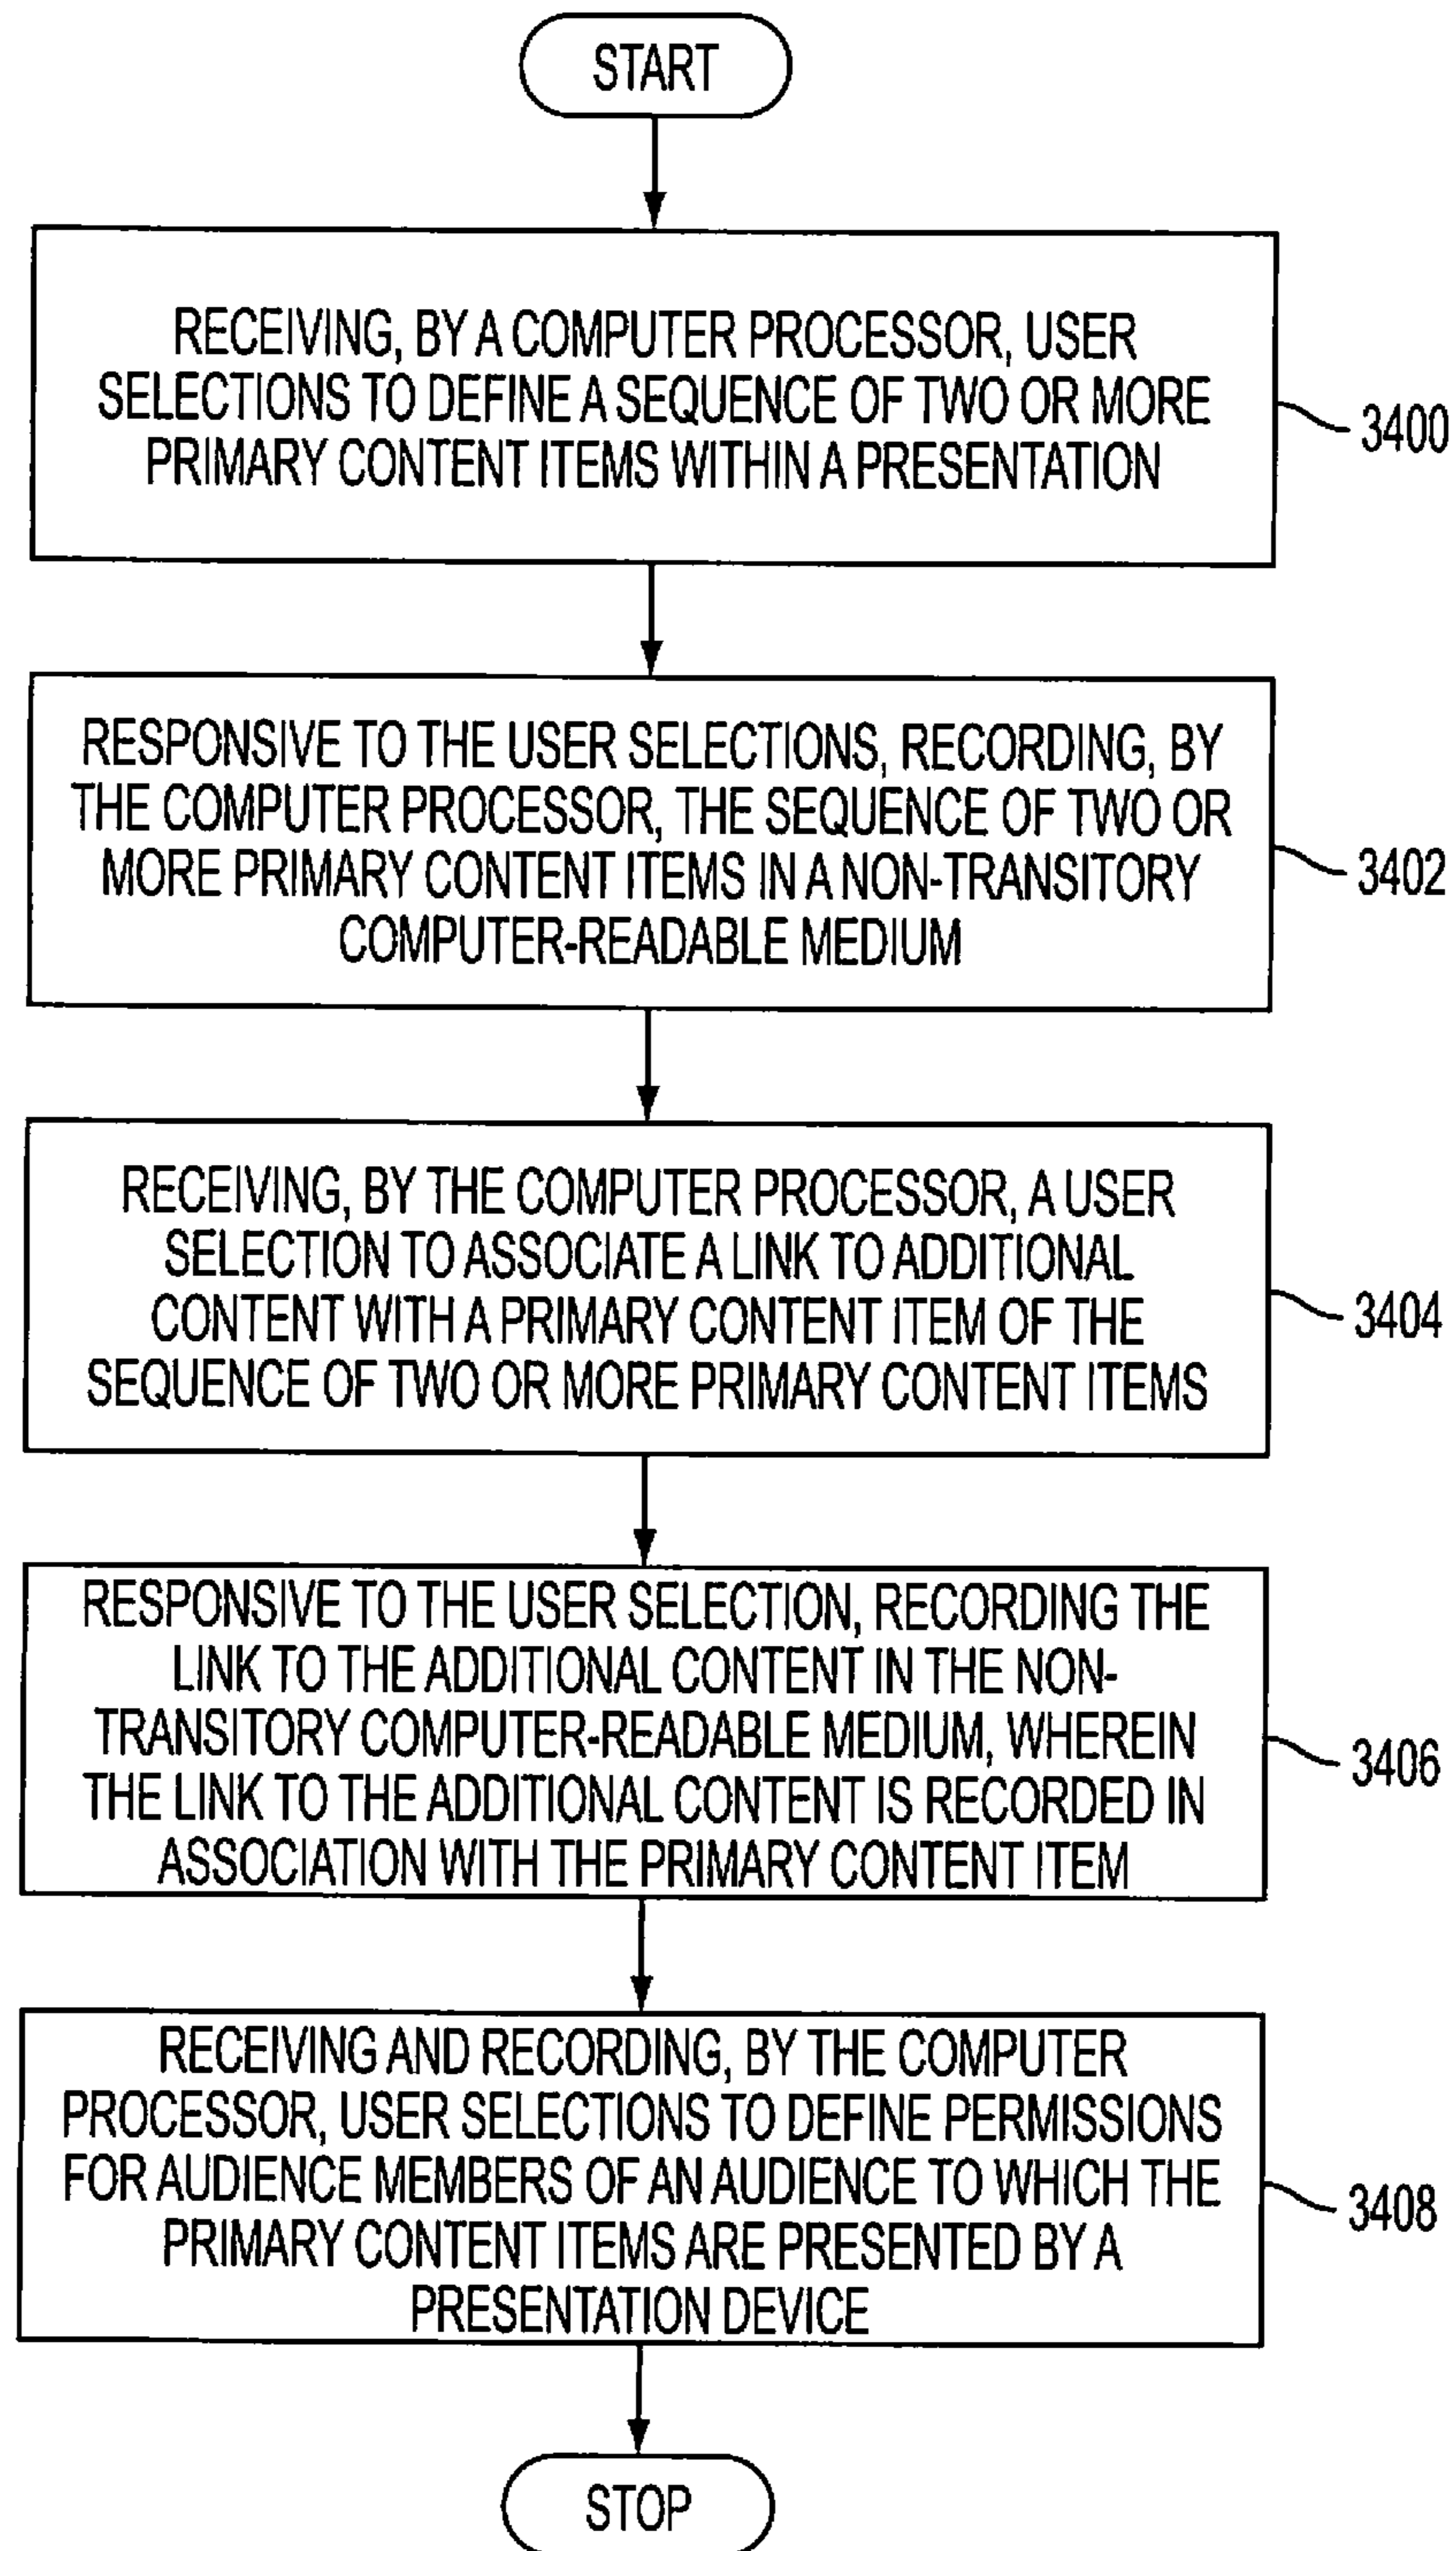 START
RECEIVING, BY A COMPUTER PROCESSOR, USER
SELECTIONS TO DEFINE A SEQUENCE OF TWO OR MORE
PRIMARY CONTENT ITEMS WITHIN A PRESENTATION
3400
RESPONSIVE TO THE USER SELECTIONS, RECORDING, BY
THE COMPUTER PROCESSOR, THE SEQUENCE OF TWO OR
MORE PRIMARY CONTENT ITEMS IN A NON-TRANSITORY
COMPUTER-READABLE MEDIUM
3402
RECEIVING, BY THE COMPUTER PROCESSOR, A USER
SELECTION TO ASSOCIATE A LINK TO ADDITIONAL
CONTENT WITH A PRIMARY CONTENT ITEM OF THE
SEQUENCE OF TWO OR MORE PRIMARY CONTENT ITEMS
3404
RESPONSIVE TO THE USER SELECTION, RECORDING THE
LINK TO THE ADDITIONAL CONTENT IN THE NON-
TRANSITORY COMPUTER-READABLE MEDIUM, WHEREIN
THE LINK TO THE ADDITIONAL CONTENT IS RECORDED IN
ASSOCIATION WITH THE PRIMARY CONTENT ITEM
3406
RECEIVING AND RECORDING, BY THE COMPUTER
PROCESSOR, USER SELECTIONS TO DEFINE PERMISSIONS
FOR AUDIENCE MEMBERS OF AN AUDIENCE TO WHICH THE
PRIMARY CONTENT ITEMS ARE PRESENTED BY A
PRESENTATION DEVICE
3408
STOP